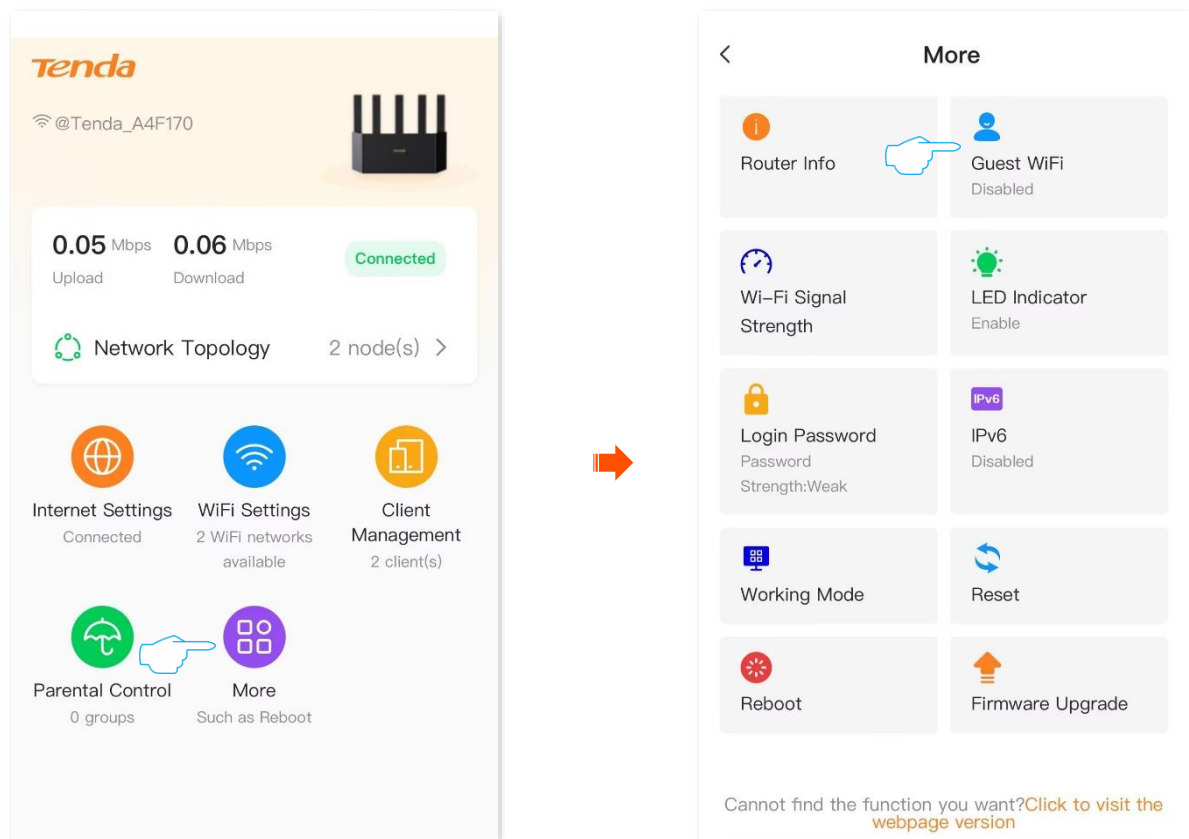 Tenda
@Tenda_A4F170
0.05 Mbps 0.06 Mbps
Upload Download
Connected
Network Topology 2 node(s)
Internet Settings
Connected
WiFi Settings
2 WiFi networks
available
Client
Management
2 client(s)
Parental Control
0 groups
More
Such as Reboot
More
Router Info
Guest WiFi
Disabled
Wi-Fi Signal
Strength
LED Indicator
Enable
Login Password
Password
Strength:Weak
IPv6
IPv6
Disabled
Working Mode
Reset
Reboot
Firmware Upgrade
Cannot find the function you want?Click to visit the
webpage version